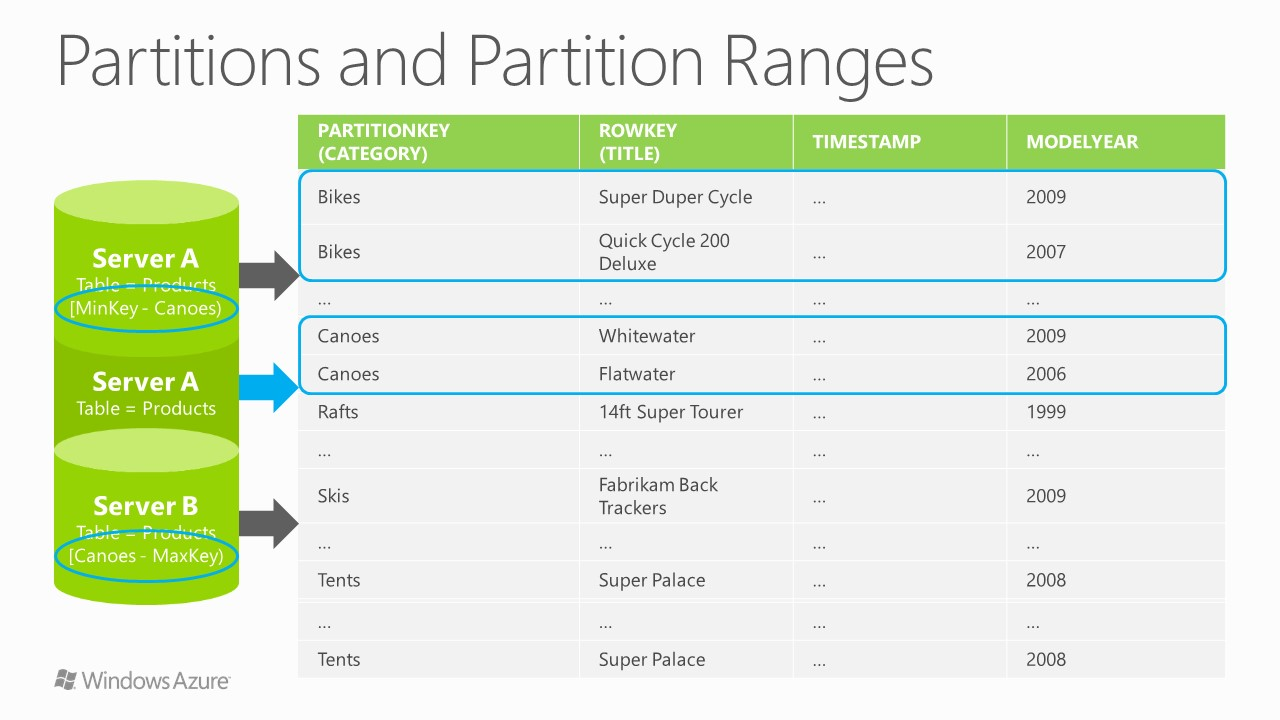 Partitions and Partition Ranges
PARTITIONKEY
(CATEGORY)
ROWKEY
(TITLE)
TIMESTAMP
MODELYEAR
Bikes
Super Duper Cycle
...
2009
Bikes
Quick Cycle 200
Deluxe
...
2007
...
...
...
...
Canoes
Whitewater
...
2009
Canoes
Flatwater
...
2006
Rafts
14ft Super Tourer
...
1999
...
...
...
...
Skis
Fabrikam Back
Trackers
...
2009
...
...
...
...
Tents
Super Palace
...
2008
...
...
...
...
Tents
Super Palace
...
2008
Server A
Table = Products
[MinKey - Canoes)
Server A
Table = Products
Server B
Table = Products
[Canoes - MaxKey)
Windows Azure